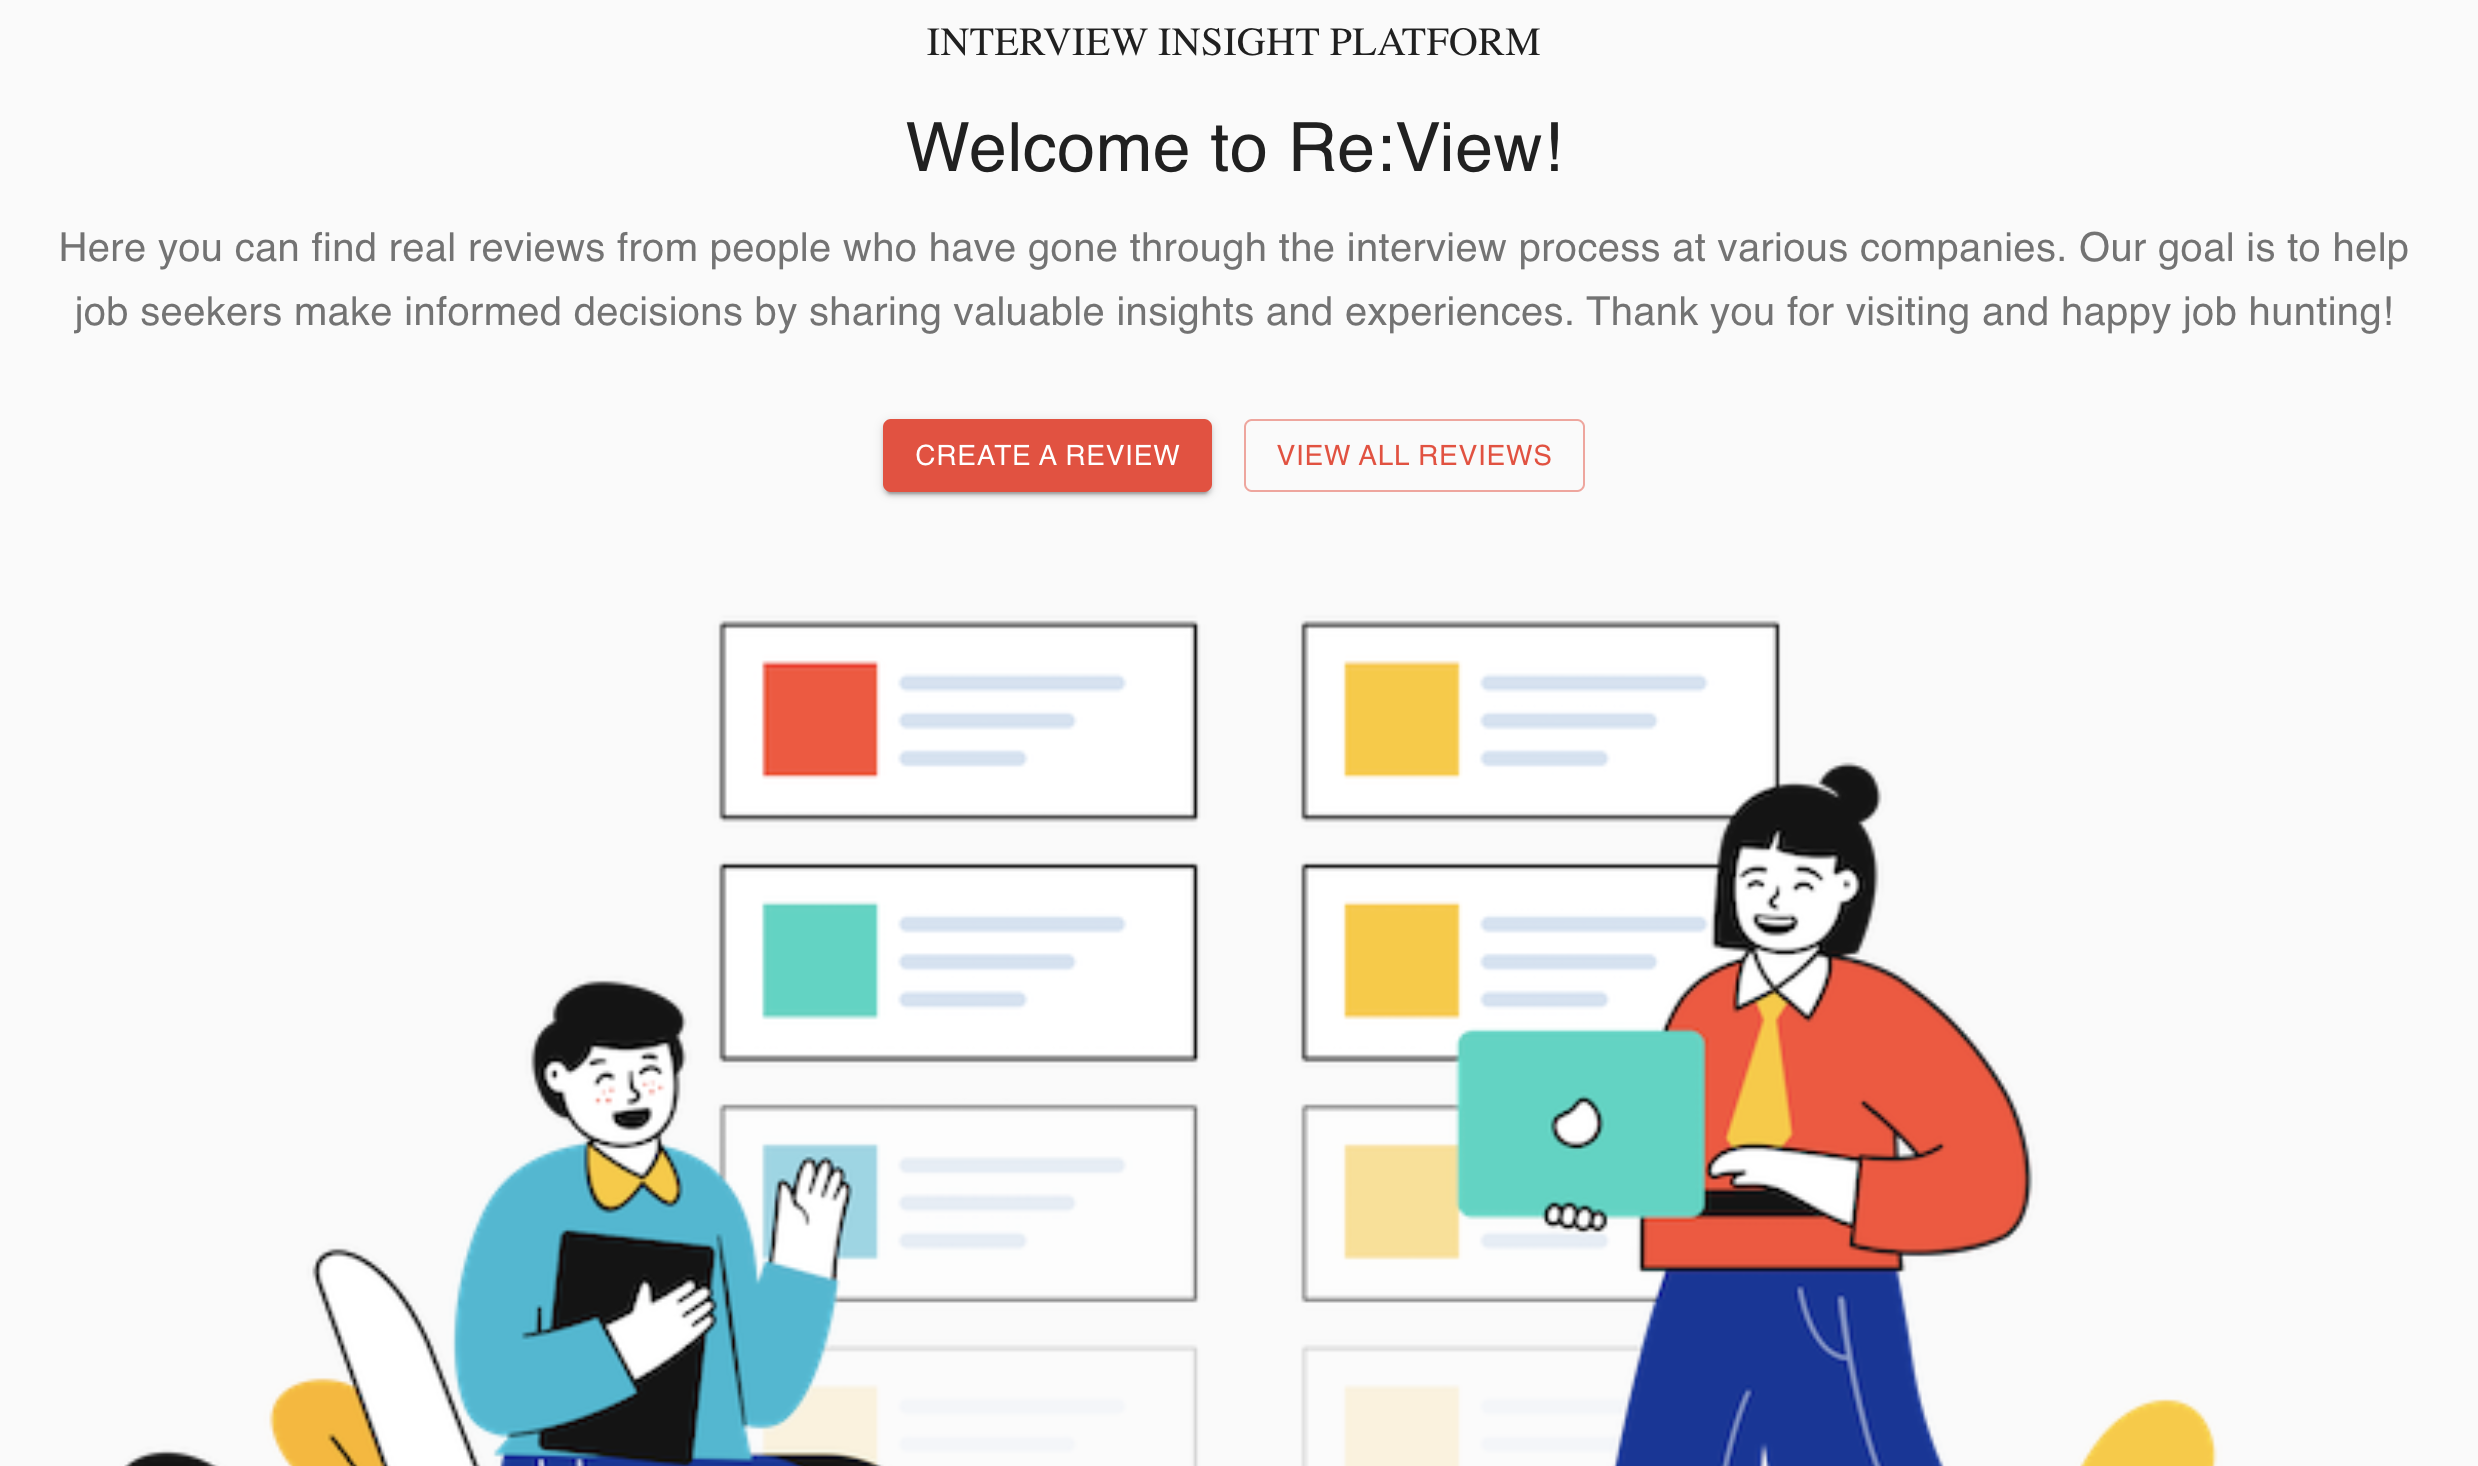 INTERVIEW INSIGHT PLATFORM
Welcome to Re:View!
Here you can find real reviews from people who have gone through the interview process at various companies. Our goal is to help
job seekers make informed decisions by sharing valuable insights and experiences. Thank you for visiting and happy job hunting!
CREATE A REVIEW
VIEW ALL REVIEWS